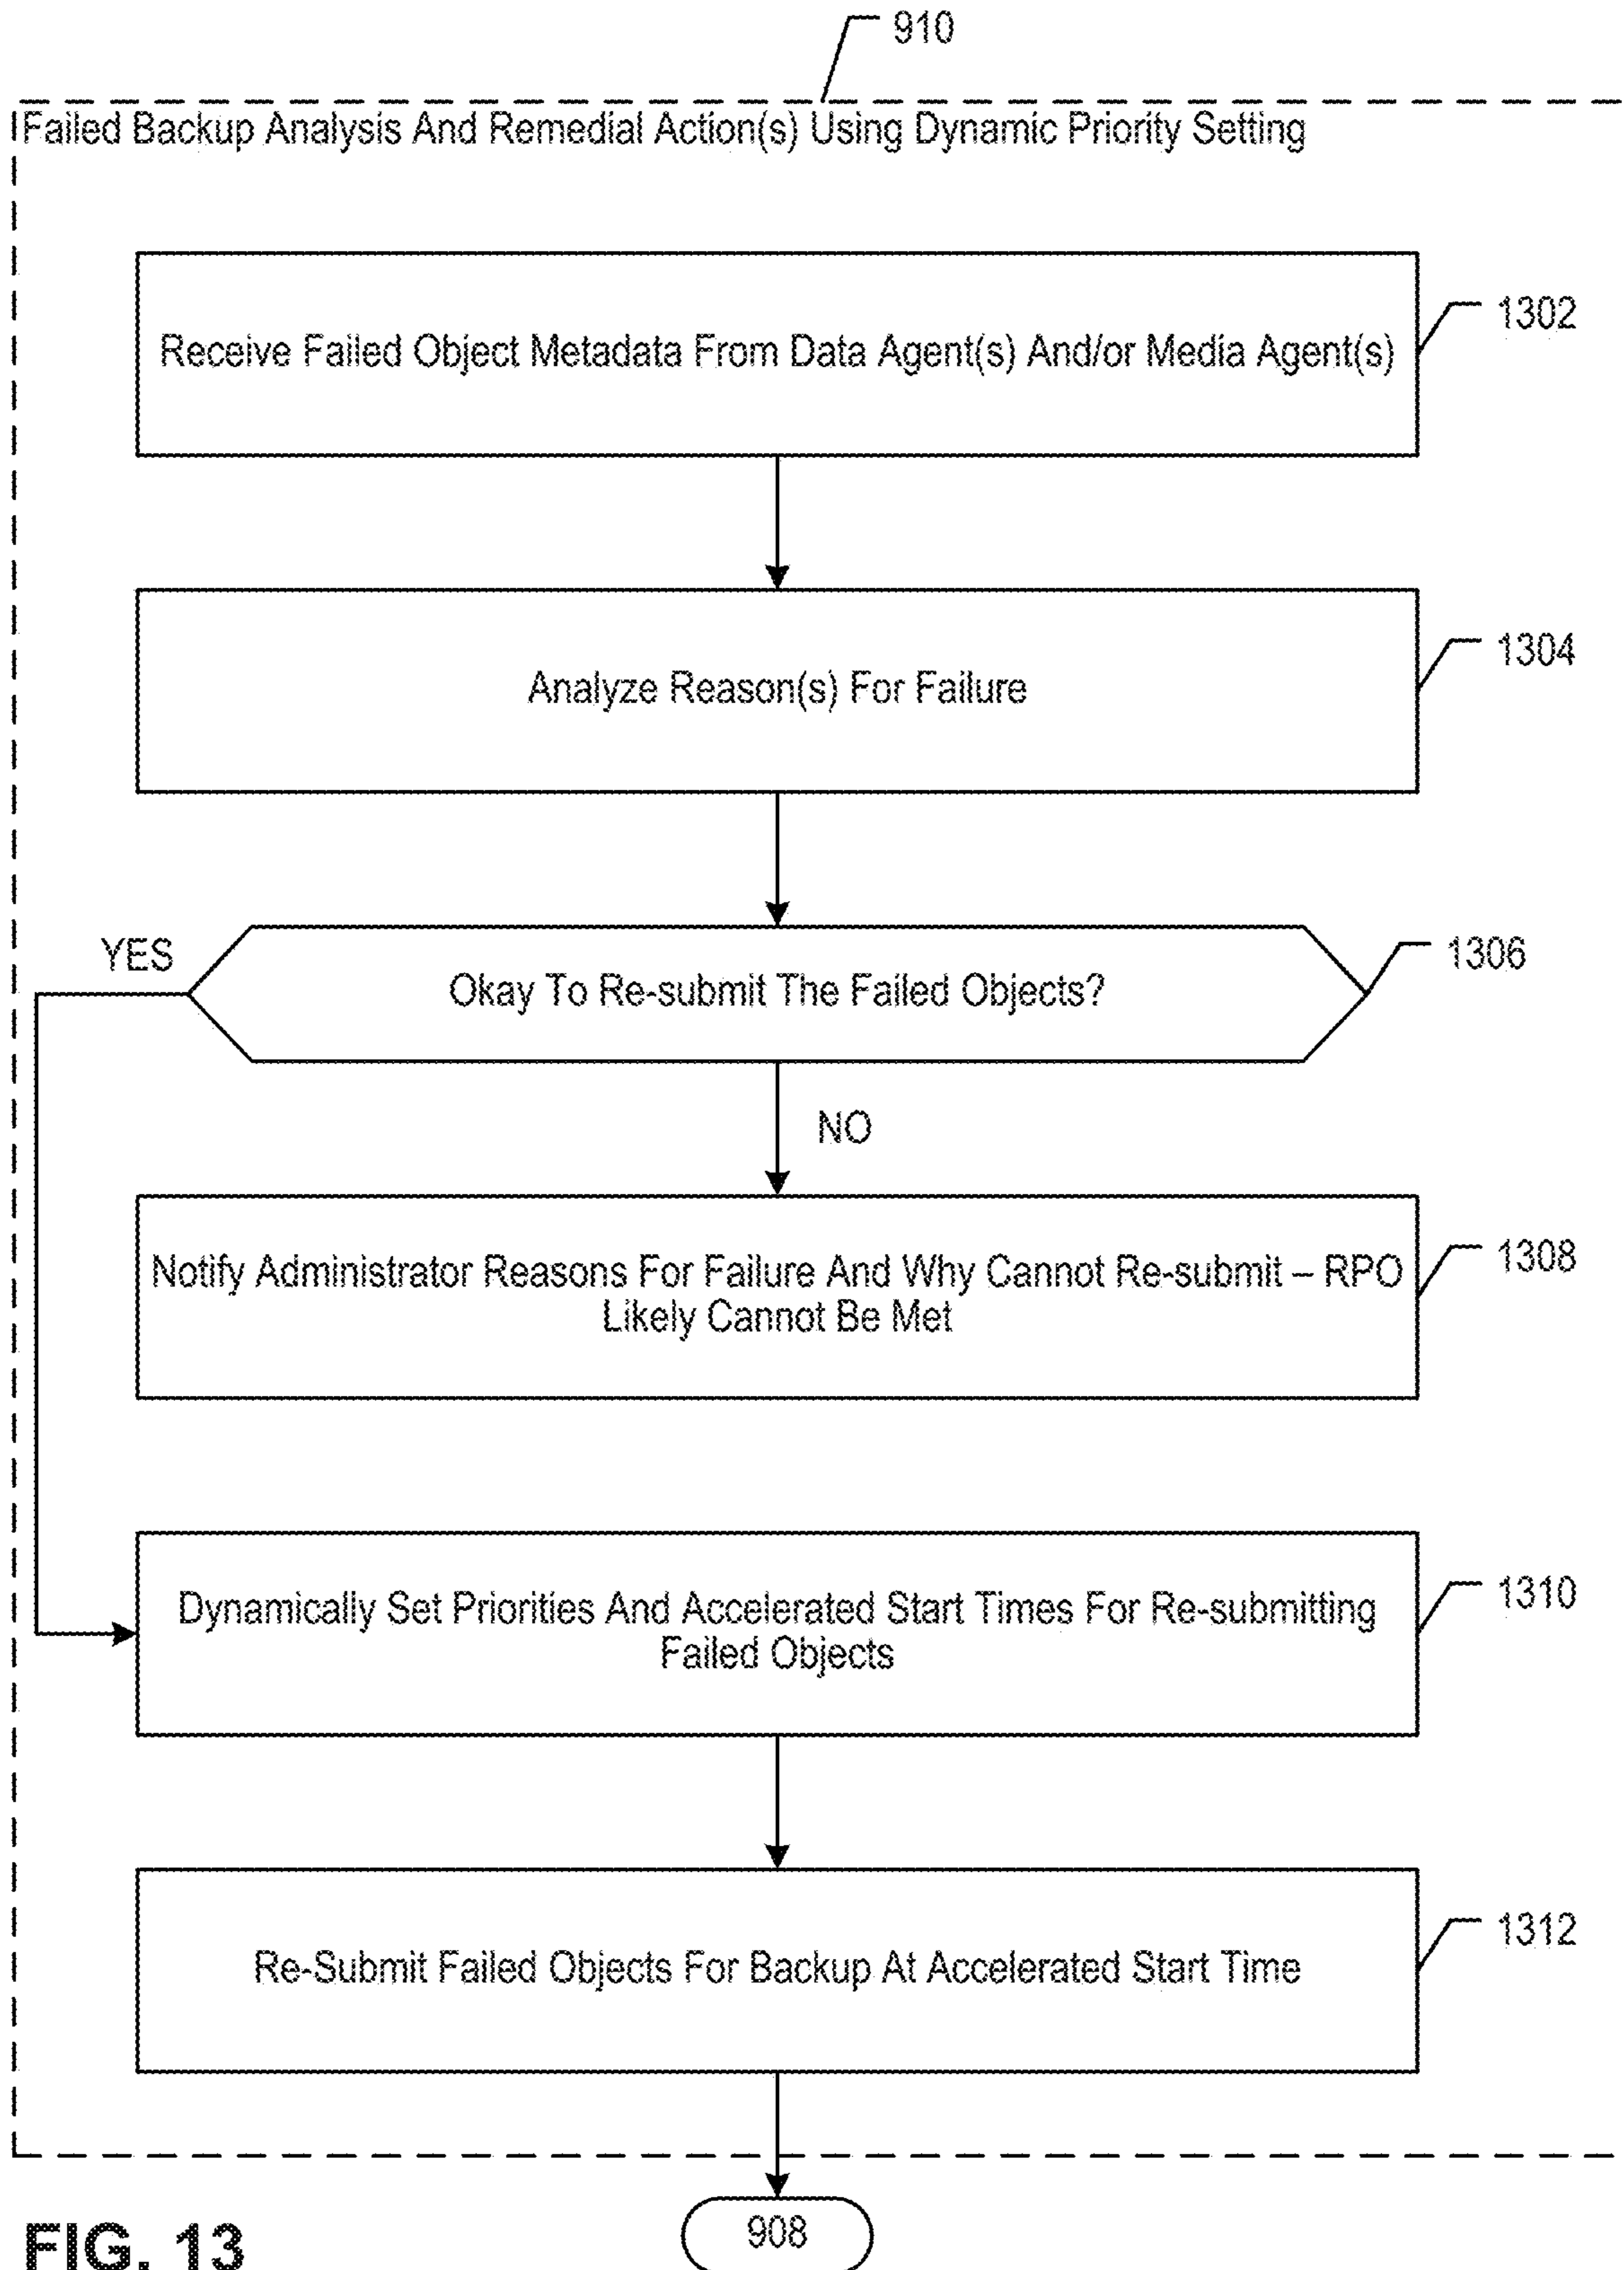 910
Failed Backup Analysis And Remedial Action(s) Using Dynamic Priority Setting
Receive Failed Object Metadata From Data Agent(s) And/or Media Agent(s)
1302
Analyze Reason(s) For Failure
1304
YES
Okay To Re-submit The Failed Objects?
1306
NO
Notify Administrator Reasons For Failure And Why Cannot Re-submit – RPO
Likely Cannot Be Met
1308
Dynamically Set Priorities And Accelerated Start Times For Re-submitting
Failed Objects
1310
Re-Submit Failed Objects For Backup At Accelerated Start Time
1312
908
FIG. 13